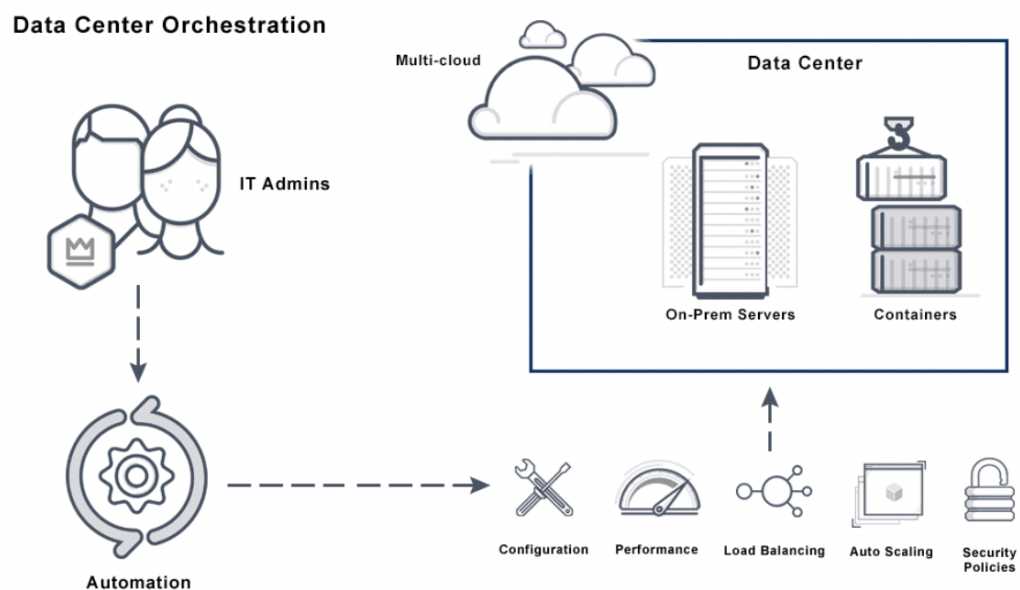 Data Center Orchestration
Multi-cloud
Data Center
IT Admins
On-Prem Servers
Containers
Automation
Configuration
Performance
Load Balancing
Auto Scaling
Security
Policies